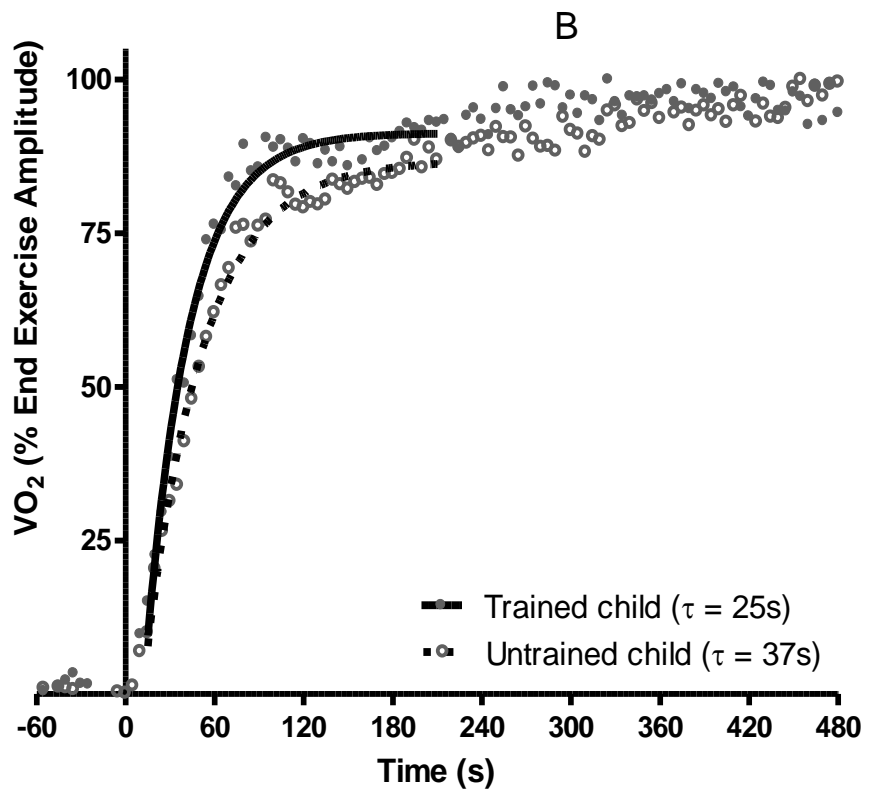 B
VO₂ (% End Exercise Amplitude)
100
75
50
25
Trained child (τ = 25s)
Untrained child (τ = 37s)
-60 0 60 120 180 240 300 360 420 480
Time (s)